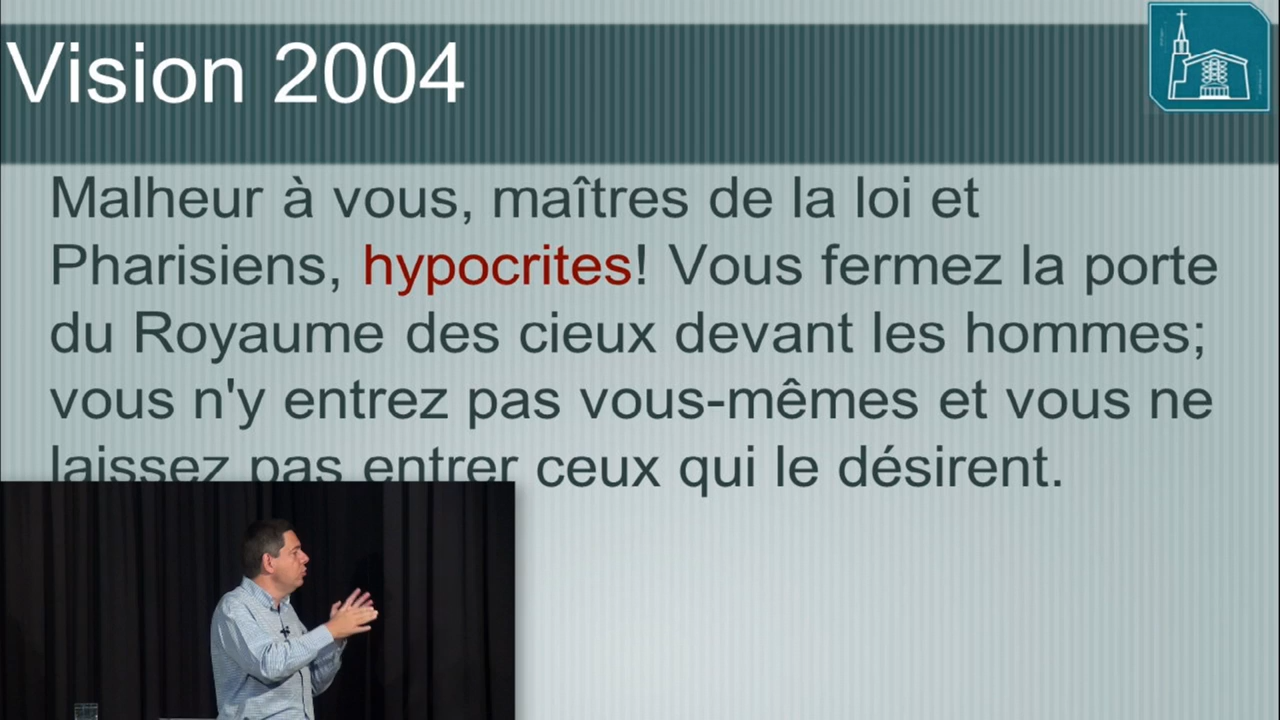 Vision 2004
Malheur à vous, maîtres de la loi et
Pharisiens, hypocrites! Vous fermez la porte
du Royaume des cieux devant les hommes;
vous n'y entrez pas vous-mêmes et vous ne
laissez pas entrer ceux qui le désirent.